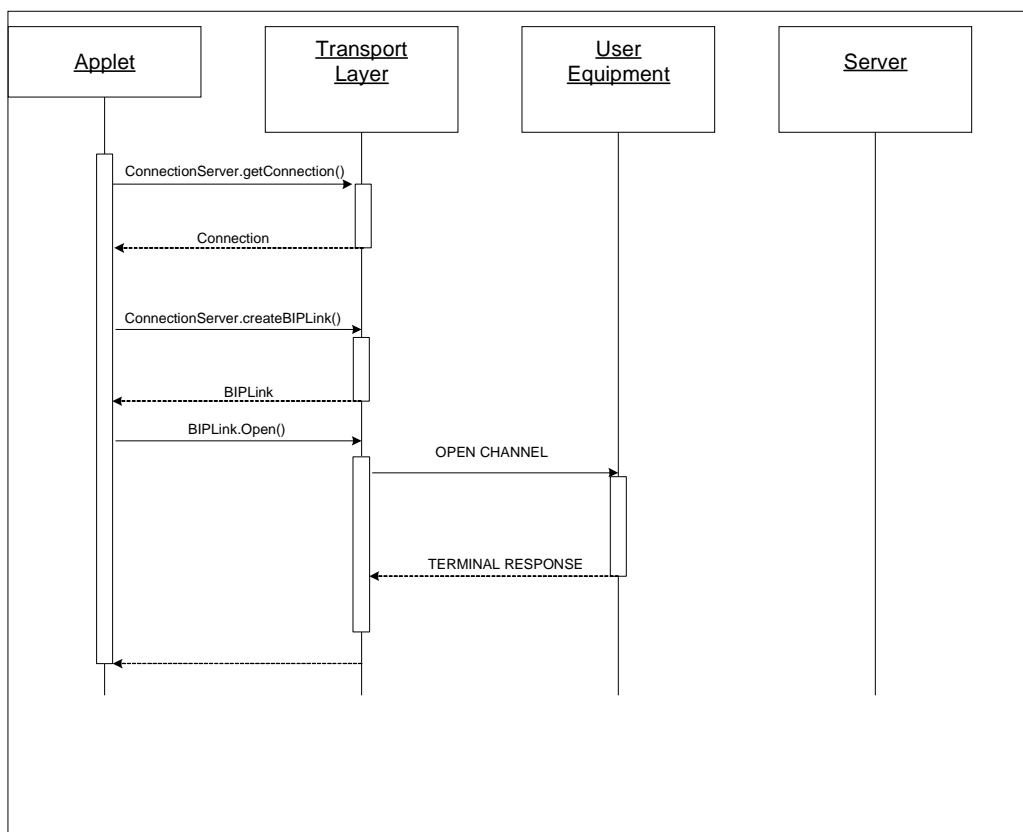 Applet
Transport
Layer
User
Equipment
Server
ConnectionServer.getConnection()
Connection
ConnectionServer.createBIPLink()
BIPLink
BIPLink.Open()
OPEN CHANNEL
TERMINAL RESPONSE